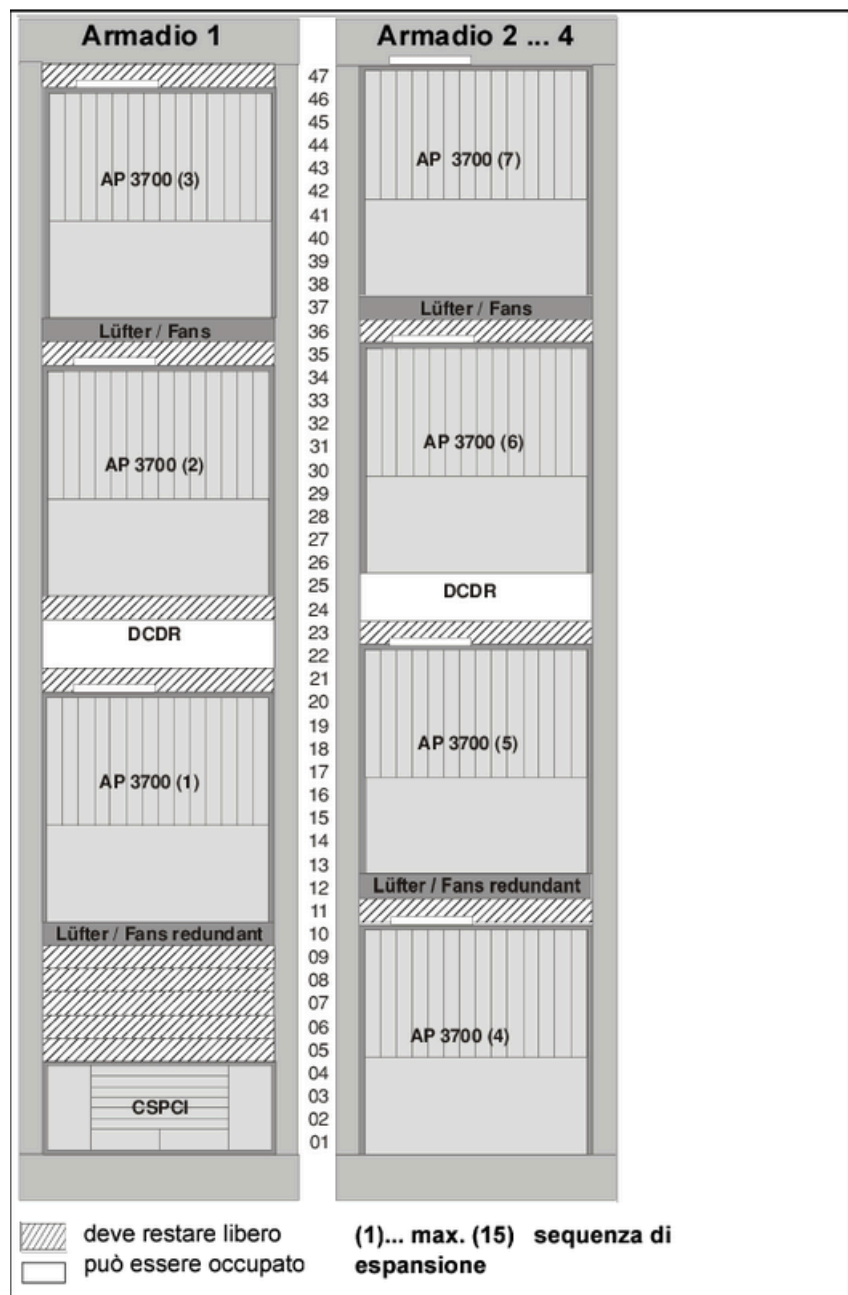 Armadio 1
Armadio 2 ... 4
47
46
45
44
43
42
41
40
39
38
37
36
35
34
33
32
31
30
29
28
27
26
25
24
23
22
21
20
19
18
17
16
15
14
13
12
11
10
09
08
07
06
05
04
03
02
01
AP 3700 (3)
Lüfter / Fans
AP 3700 (2)
DCDR
AP 3700 (1)
Lüfter / Fans redundant
CSPCI
AP 3700 (7)
Lüfter / Fans
AP 3700 (6)
DCDR
AP 3700 (5)
Lüfter / Fans redundant
AP 3700 (4)
deve restare libero
può essere occupato
(1)... max. (15) sequenza di
espansione